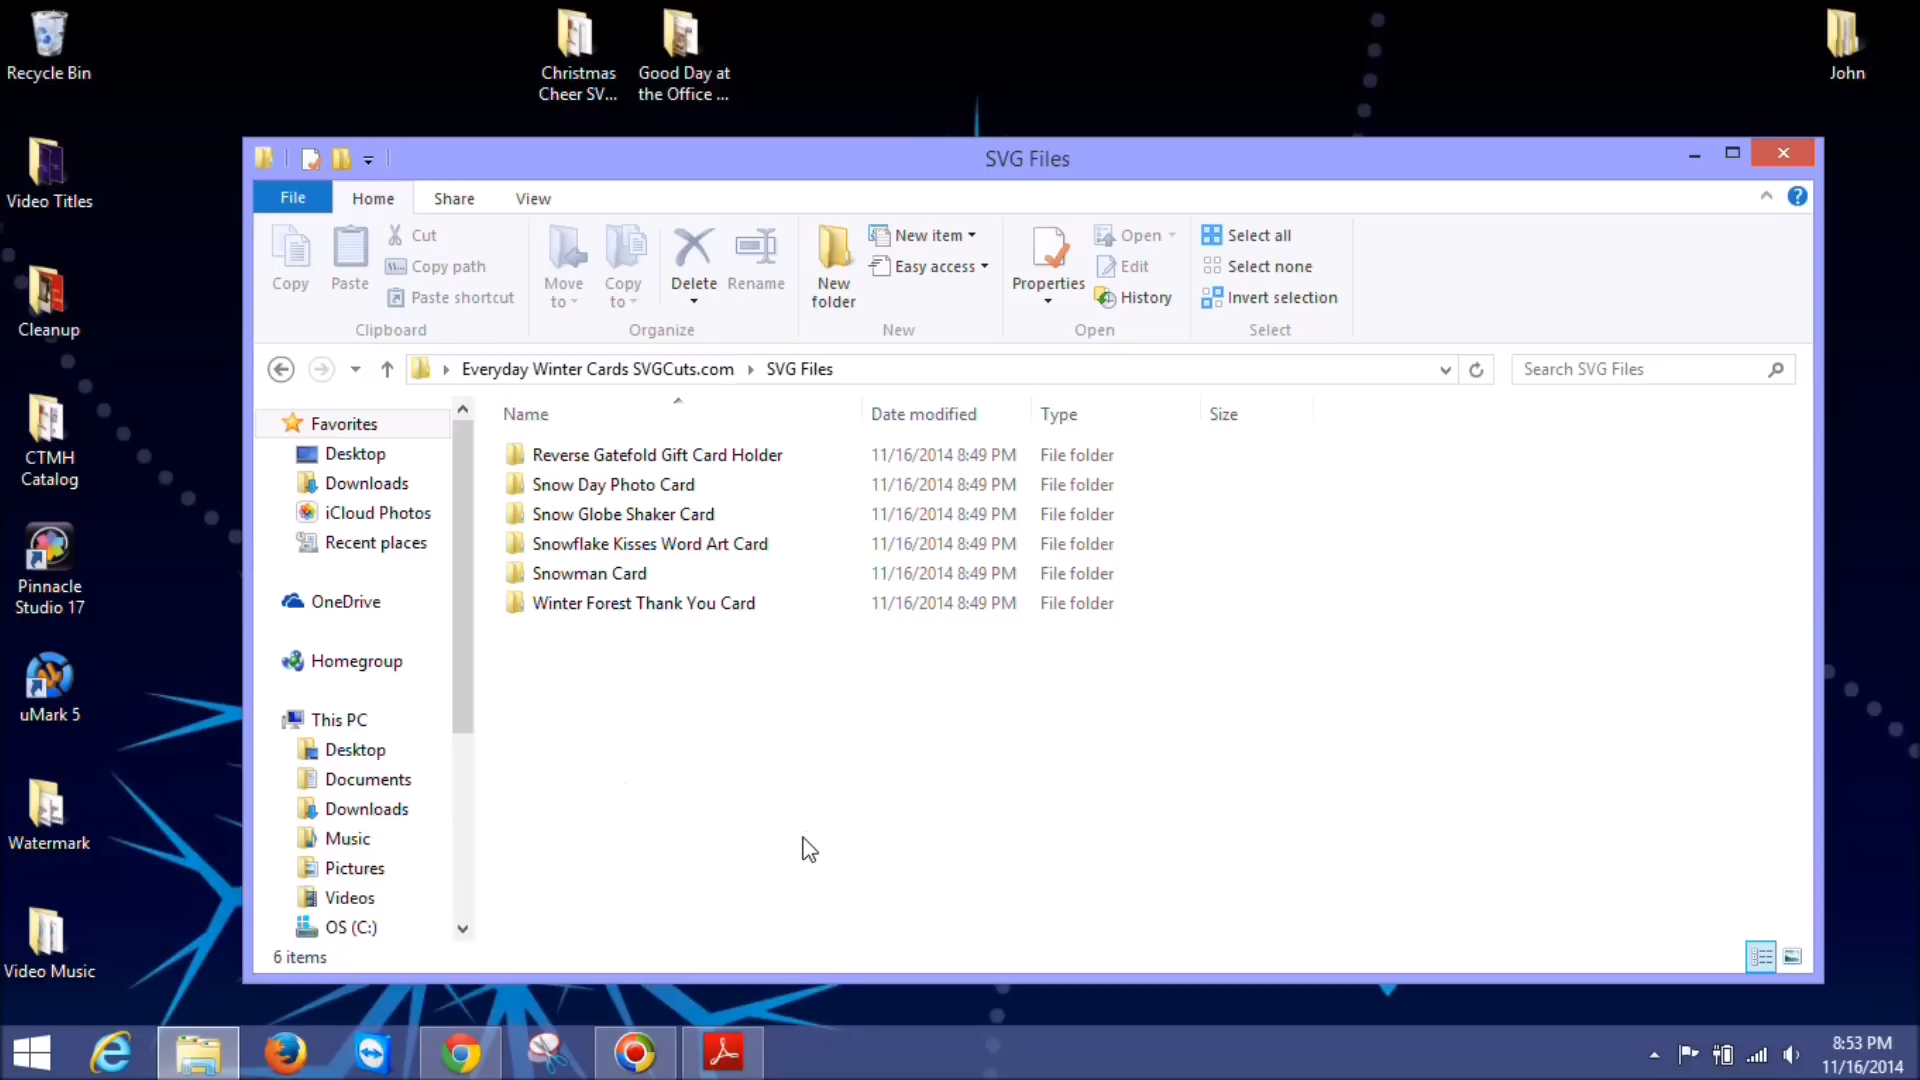 Recycle Bin
Christmas
Cheer SV...
Good Day at
the Office ...
John
Video Titles
Cleanup
CTMH
Catalog
Pinnacle
Studio 17
uMark 5
Watermark
Video Music
SVG Files
File
Home
Share
View
Copy
Paste
Cut
Copy path
Paste shortcut
Clipboard
Move
to
Copy
to
Delete
Rename
Organize
New
folder
New item
Easy access
New
Properties
Open
Edit
History
Open
Select all
Select none
Invert selection
Select
Everyday Winter Cards SVGCuts.com SVG Files
Search SVG Files
Favorites
Desktop
Downloads
iCloud Photos
Recent places
OneDrive
Homegroup
This PC
Desktop
Documents
Downloads
Music
Pictures
Videos
OS (C:)
Name Date modified Type Size
Reverse Gatefold Gift Card Holder 11/16/2014 8:49 PM File folder
Snow Day Photo Card 11/16/2014 8:49 PM File folder
Snow Globe Shaker Card 11/16/2014 8:49 PM File folder
Snowflake Kisses Word Art Card 11/16/2014 8:49 PM File folder
Snowman Card 11/16/2014 8:49 PM File folder
Winter Forest Thank You Card 11/16/2014 8:49 PM File folder
6 items
8:53 PM
11/16/2014